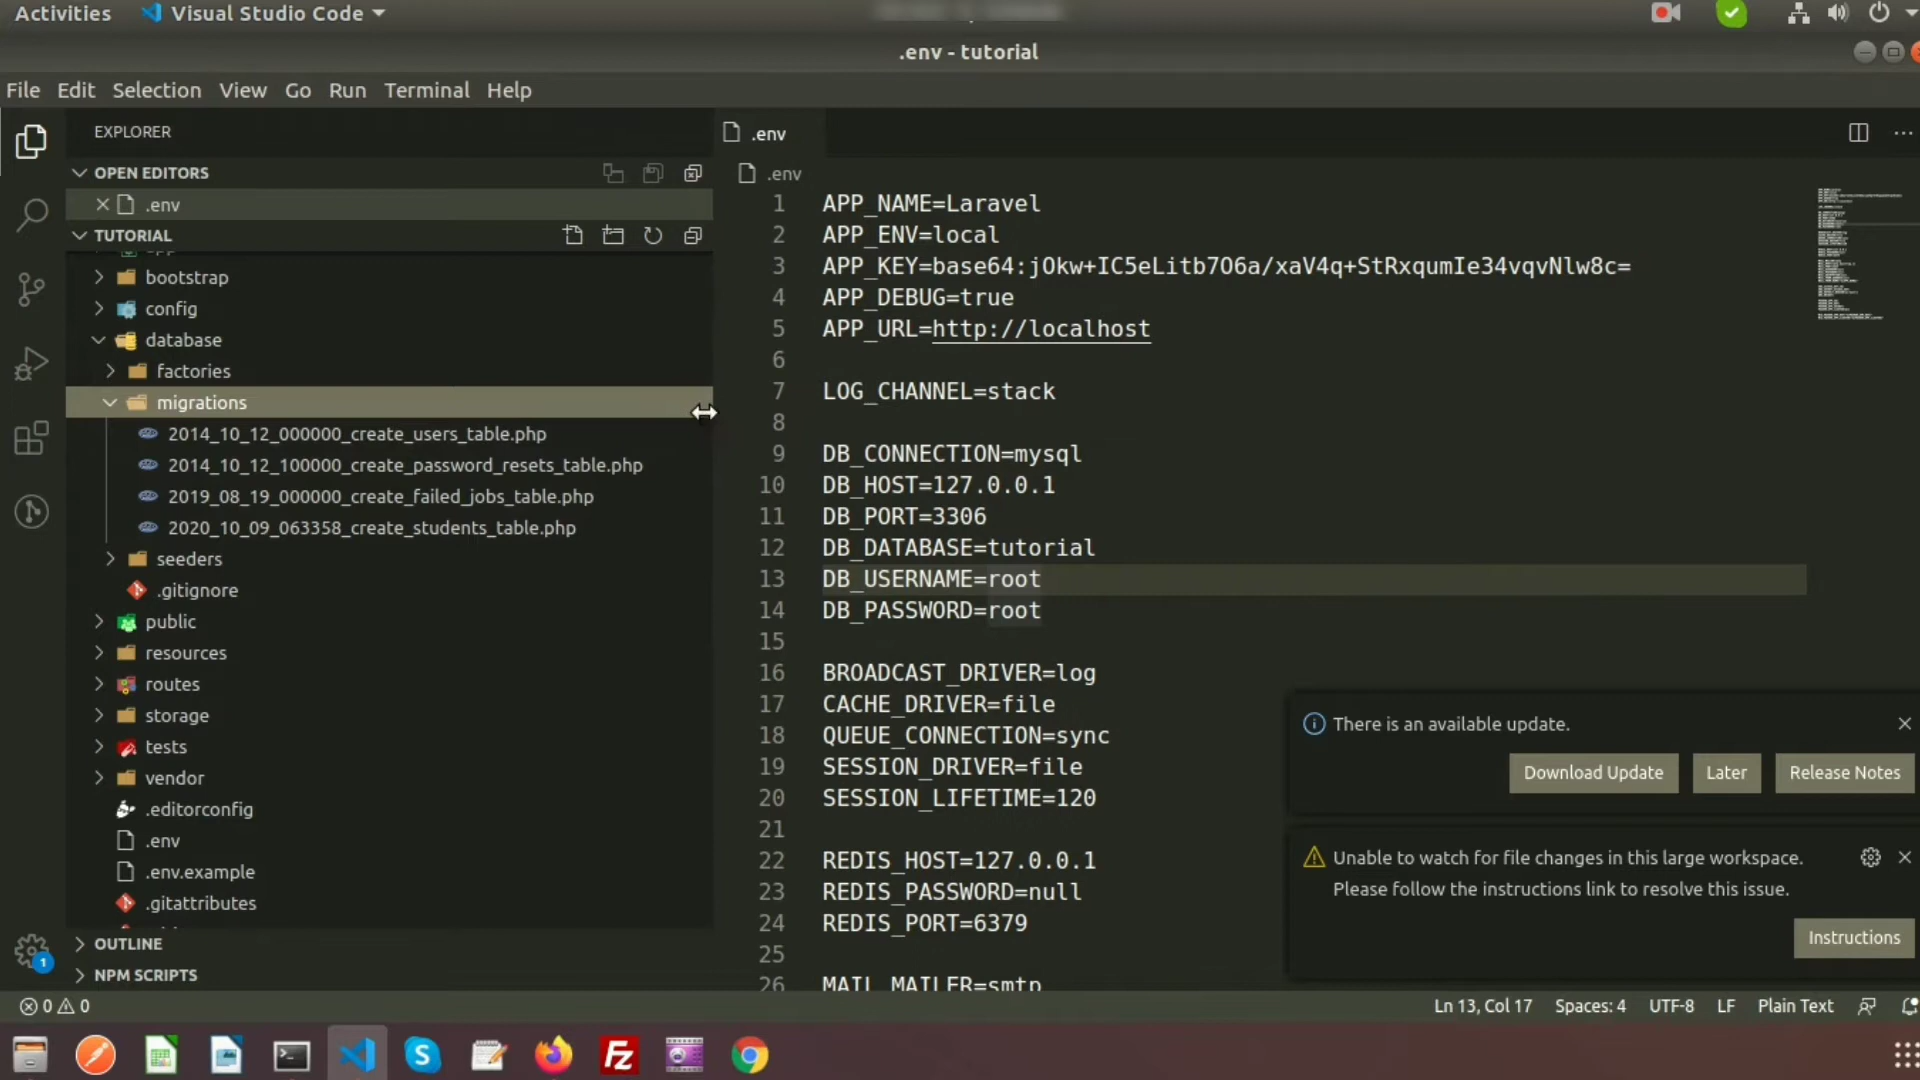 Activities
Visual Studio Code
.env - tutorial
File Edit Selection View Go Run Terminal Help
EXPLORER
OPEN EDITORS
.env
TUTORIAL
bootstrap
config
database
factories
migrations
2014_10_12_000000_create_users_table.php
2014_10_12_100000_create_password_resets_table.php
2019_08_19_000000_create_failed_jobs_table.php
2020_10_09_063358_create_students_table.php
seeders
.gitignore
public
resources
routes
storage
tests
vendor
.editorconfig
.env
.env.example
.gitattributes
OUTLINE
NPM SCRIPTS
.env
.env
1 APP_NAME=Laravel
2 APP_ENV=local
3 APP_KEY=base64:jOkw+IC5eLitb7O6a/xaV4q+StRxqumIe34vqvNlw8c=
4 APP_DEBUG=true
5 APP_URL=http://localhost
6
7 LOG_CHANNEL=stack
8
9 DB_CONNECTION=mysql
10 DB_HOST=127.0.0.1
11 DB_PORT=3306
12 DB_DATABASE=tutorial
13 DB_USERNAME=root
14 DB_PASSWORD=root
15
16 BROADCAST_DRIVER=log
17 CACHE_DRIVER=file
18 QUEUE_CONNECTION=sync
19 SESSION_DRIVER=file
20 SESSION_LIFETIME=120
21
22 REDIS_HOST=127.0.0.1
23 REDIS_PASSWORD=null
24 REDIS_PORT=6379
25
26 MAIL_MAILER=smtp
There is an available update.
Download Update Later Release Notes
Unable to watch for file changes in this large workspace.
Please follow the instructions link to resolve this issue.
Instructions
1
0 0
Ln 13, Col 17 Spaces: 4 UTF-8 LF Plain Text